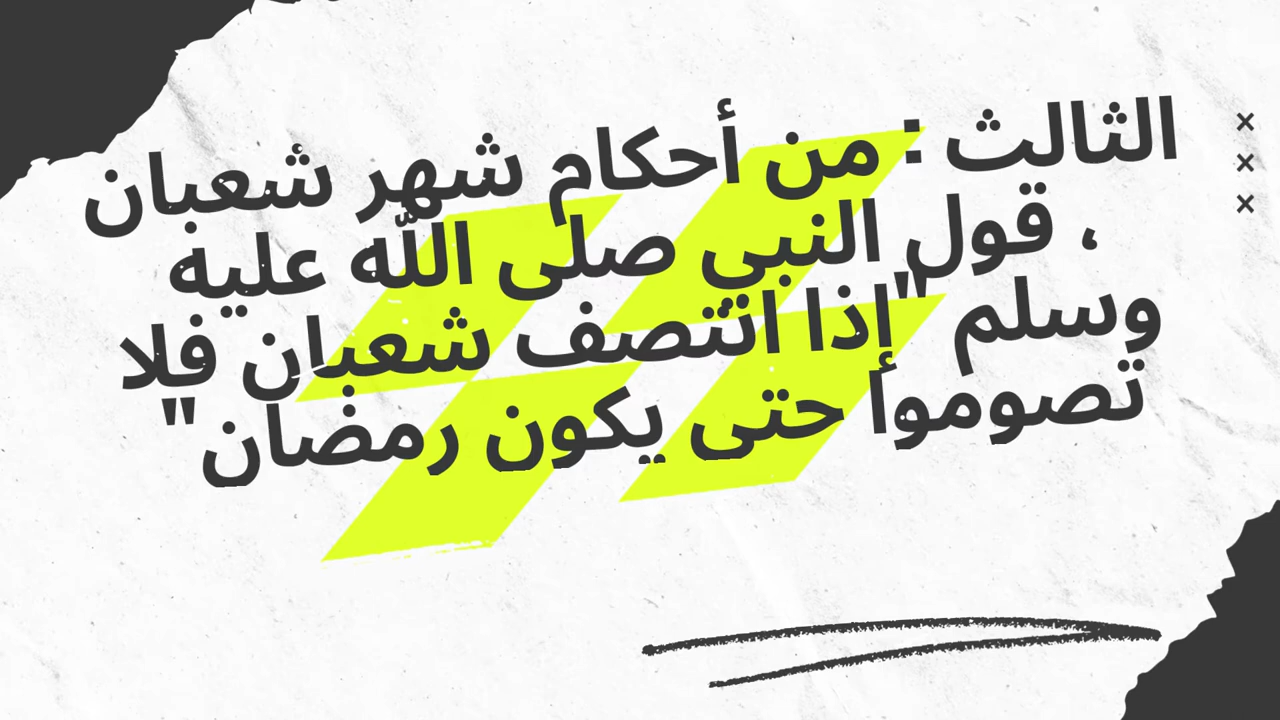 الثالث : من أحكام شهر شعبان
، قول النبي صلى الله عليه
وسلم "إذا انتصف شعبان فلا
تصوموا حتى يكون رمضان"